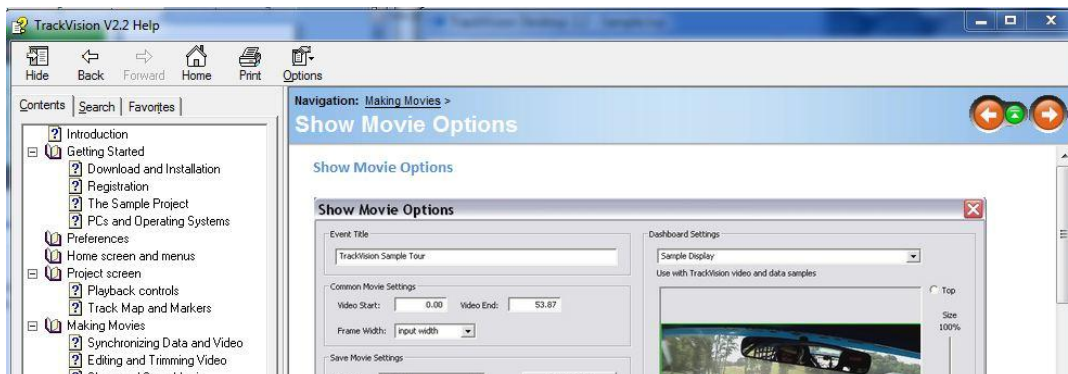 TrackVision V2.2 Help
Hide Back Forward Home Print Options
Contents Search Favorites
Introduction
Getting Started
Download and Installation
Registration
The Sample Project
PCs and Operating Systems
Preferences
Home screen and menus
Project screen
Playback controls
Track Map and Markers
Making Movies
Synchronizing Data and Video
Editing and Trimming Video
Navigation: Making Movies >
Show Movie Options
Show Movie Options
Show Movie Options
Event Title
TrackVision Sample Tour
Common Movie Settings
Video Start: 0.00 Video End: 53.87
Frame Width: input width
Save Movie Settings
Dashboard Settings
Sample Display
Use with TrackVision video and data samples
Top
Size
100%